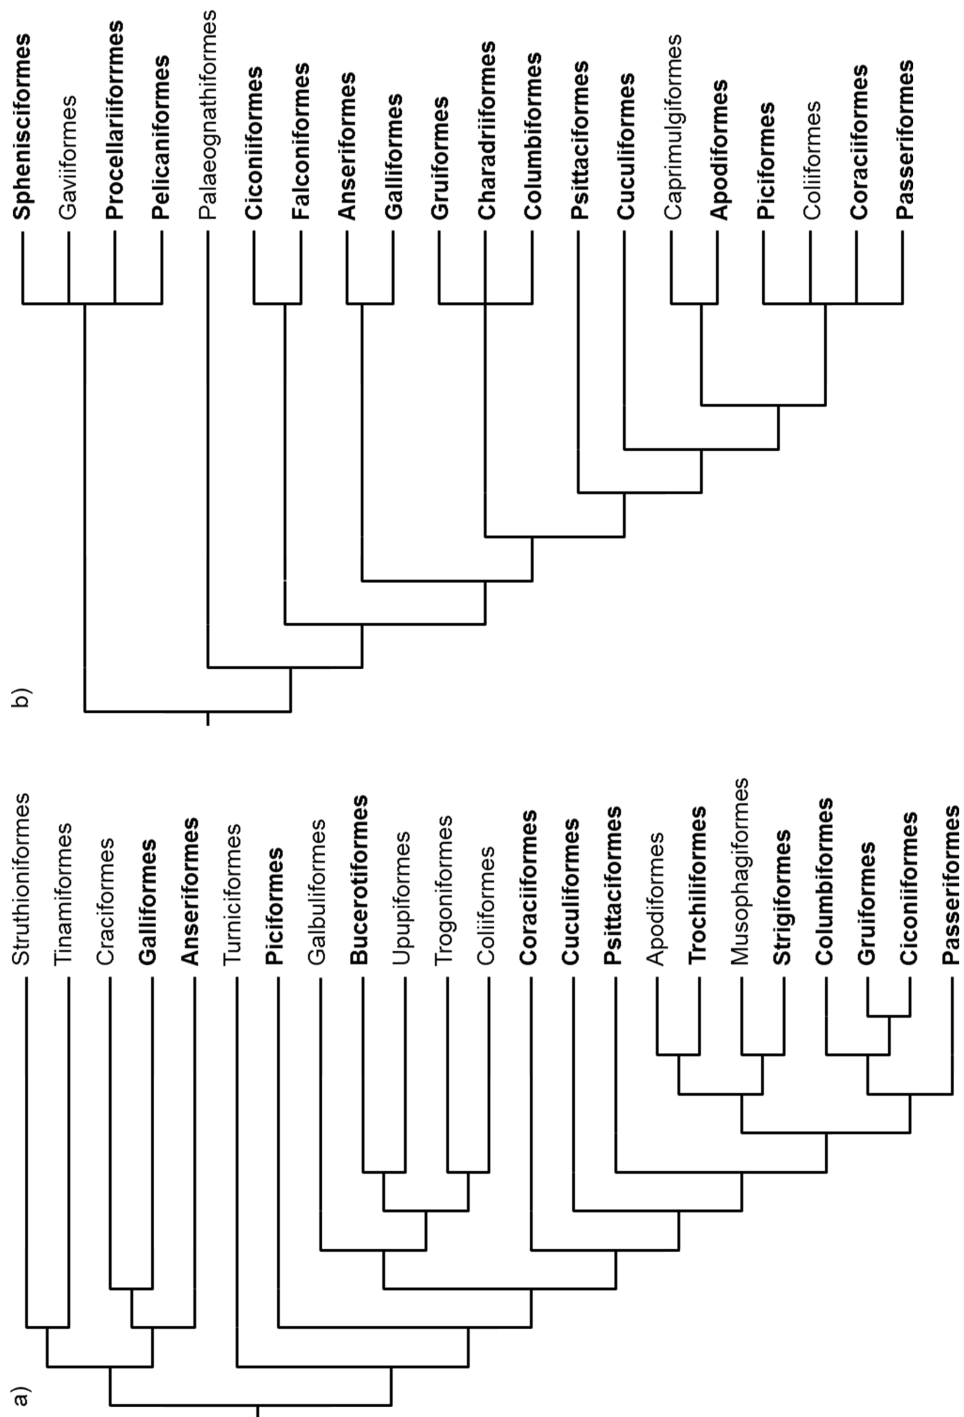 a)
Struthioniformes
Tinamiformes
Craciformes
Galliformes
Anseriformes
Turniciformes
Piciformes
Galbuliformes
Bucerotiformes
Upupiformes
Trogoniformes
Coliiformes
Coraciiformes
Cuculiformes
Psittaciformes
Apodiformes
Trochiliformes
Musophagiformes
Strigiformes
Columbiformes
Gruiformes
Ciconiiformes
Passeriformes
b)
Sphenisciformes
Gaviiformes
Procellariiforrmes
Pelicaniformes
Palaeognathiformes
Ciconiiformes
Falconiformes
Anseriformes
Galliformes
Gruiformes
Charadriiformes
Columbiformes
Psittaciformes
Cuculiformes
Caprimulgiformes
Apodiformes
Piciformes
Coliiformes
Coraciiformes
Passeriformes